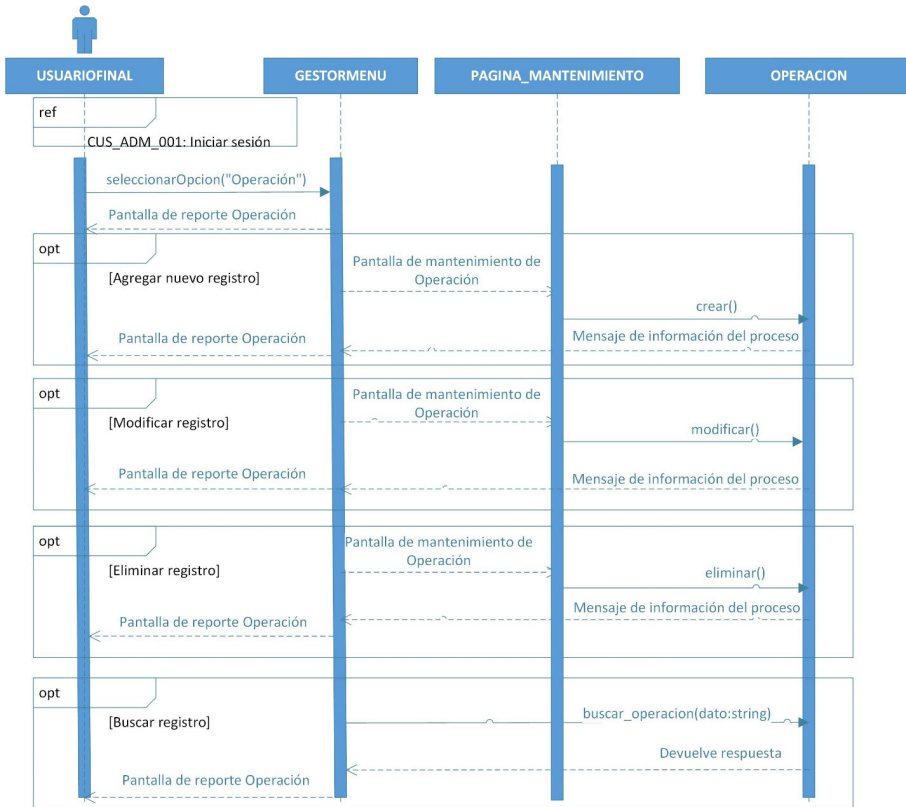 USUARIOFINAL
GESTORMENU
PAGINA_MANTENIMIENTO
OPERACION
ref
CUS_ADM_001: Iniciar sesión
seleccionarOpcion("Operación")
Pantalla de reporte Operación
opt
[Agregar nuevo registro]
Pantalla de mantenimiento de
Operación
crear()
Mensaje de información del proceso
Pantalla de reporte Operación
opt
[Modificar registro]
Pantalla de mantenimiento de
Operación
modificar()
Mensaje de información del proceso
Pantalla de reporte Operación
opt
[Eliminar registro]
Pantalla de mantenimiento de
Operación
eliminar()
Mensaje de información del proceso
Pantalla de reporte Operación
opt
[Buscar registro]
buscar_operacion(dato:string)
Devuelve respuesta
Pantalla de reporte Operación